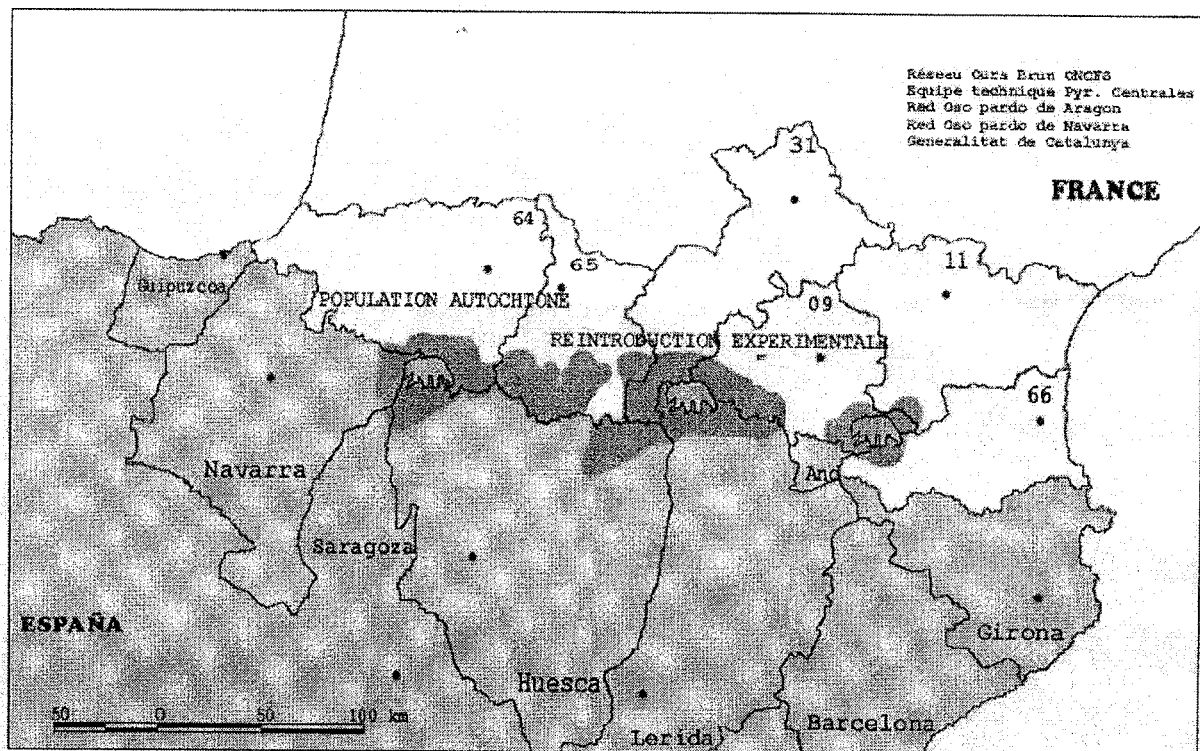 Réseau Ours Brun ONCFS
Equipe technique Pyr. Centrales
Red Oso pardo de Aragon
Red Oso pardo de Navarra
Generalitat de Catalunya
FRANCE
31
64
65
11
Guipuzcoa
POPULATION AUTOCHTONE
09
REINTRODUCTION EXPERIMENTALE
66
Navarra
And
Saragoza
ESPAÑA
Girona
Huesca
50 0 50 100 km
Lerida
Barcelona